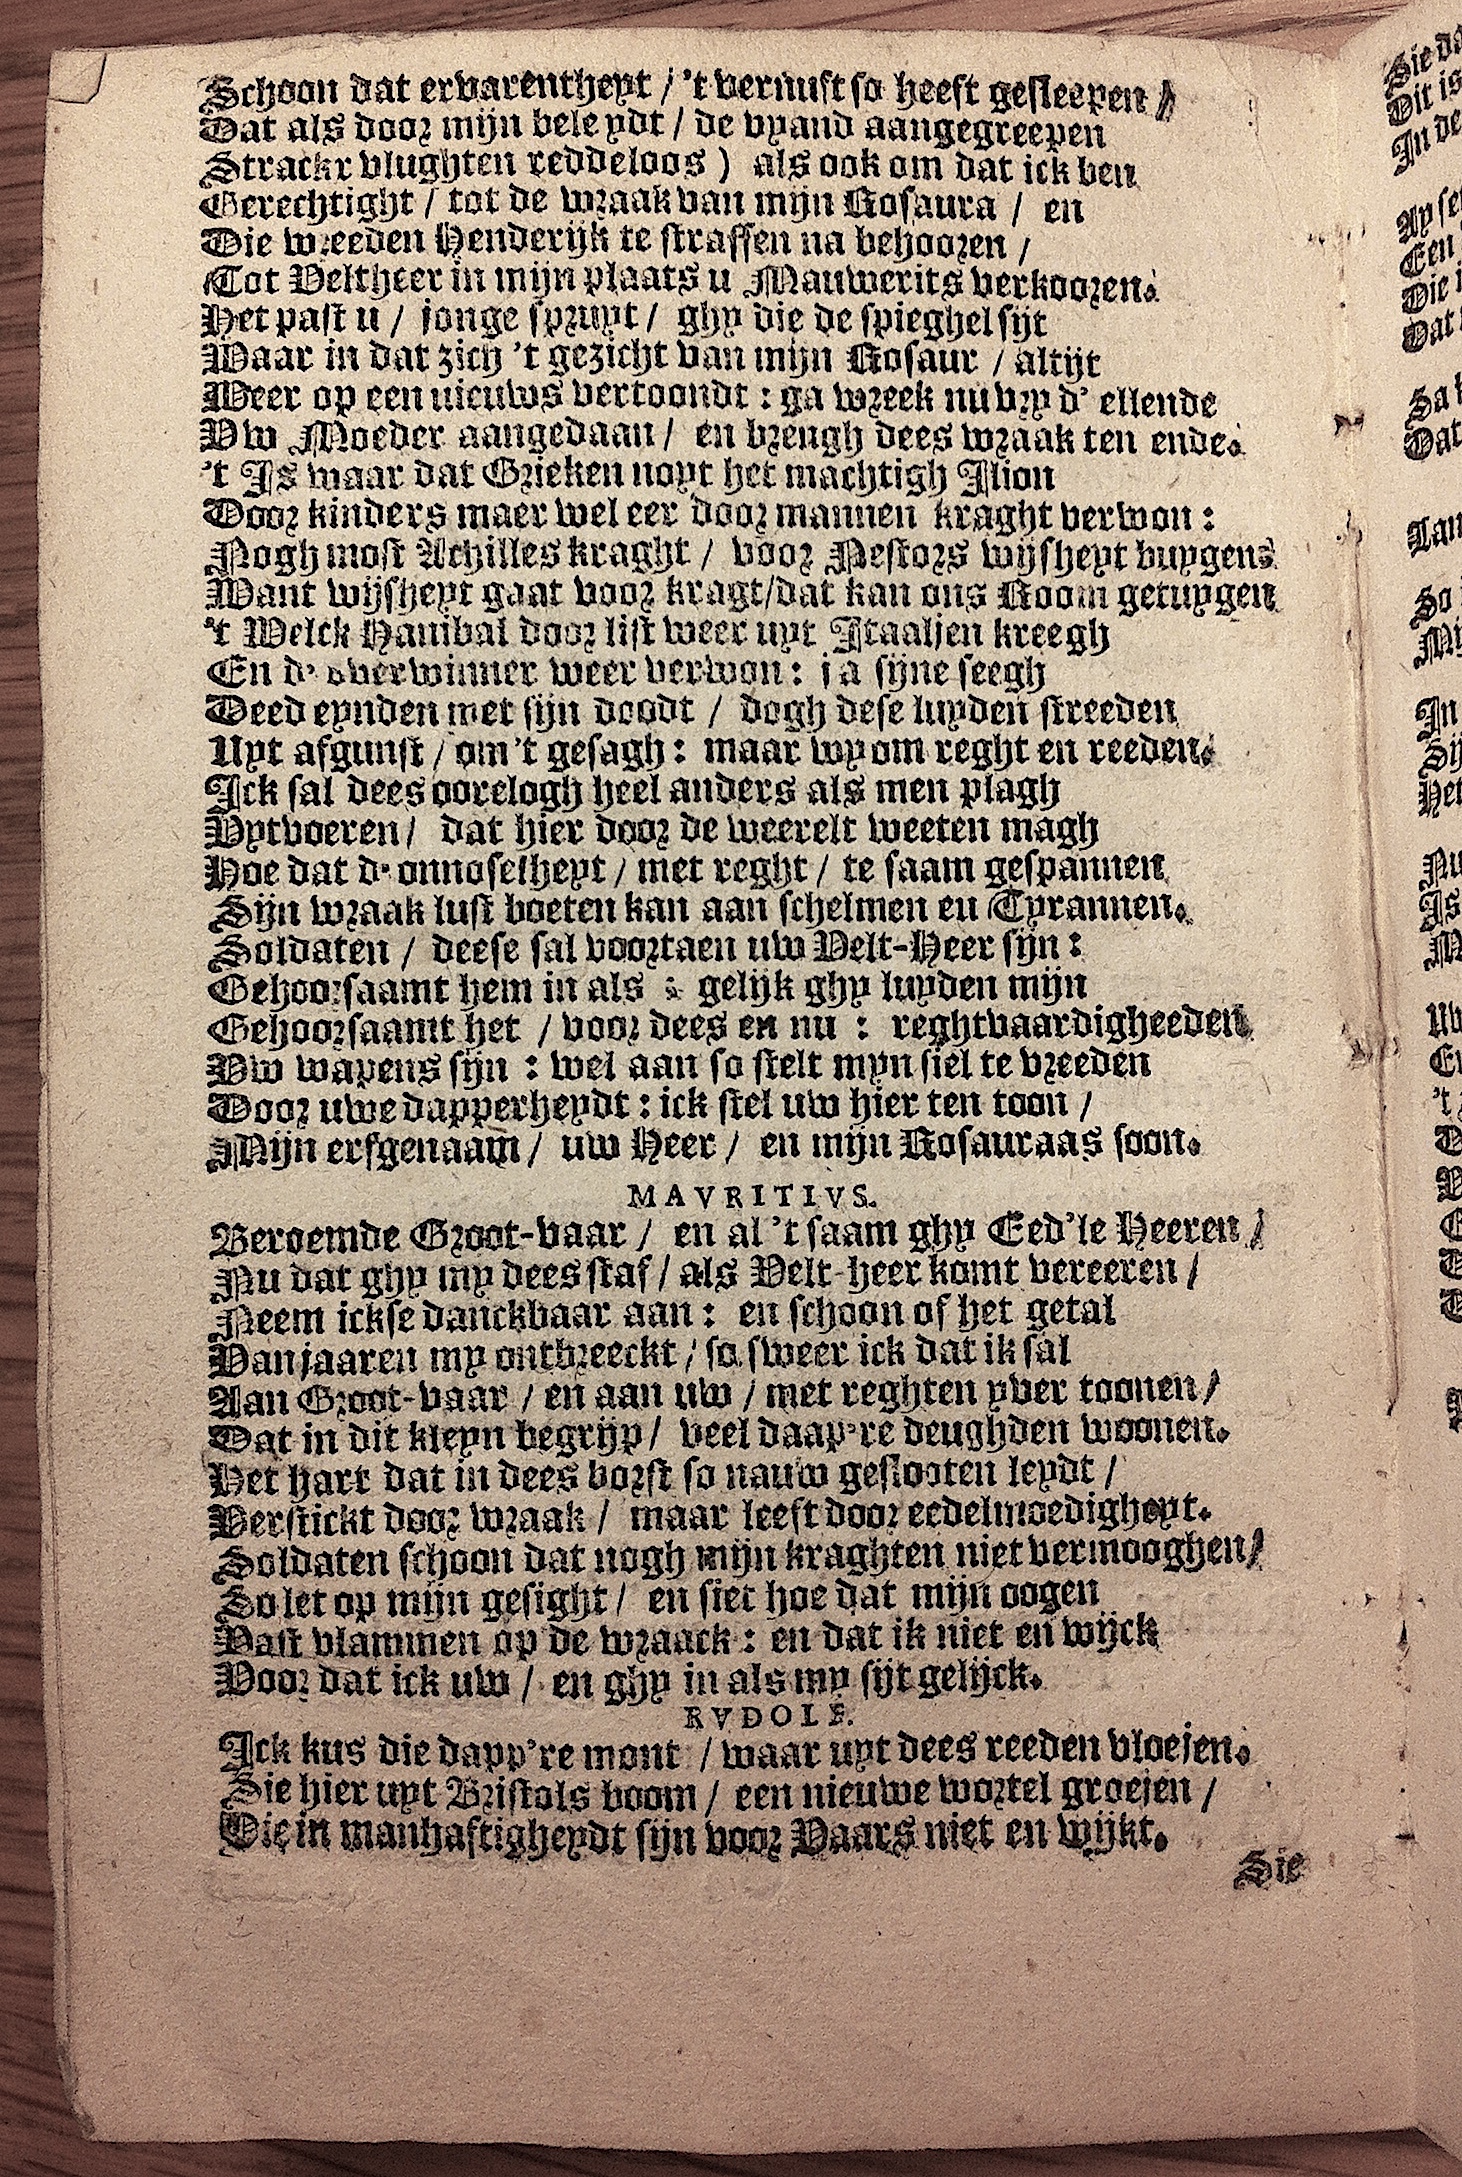 Schoon dat ervarentheyt / 't vernuft so heeft gesleepen /
Dat als door mijn beleydt / de vyand aangegreepen
Strackx vlughten reddeloos ) als ook om dat ick ben
Gerechtight / tot de wraak van mijn Rosaura / en
Die wreeden Henderijk te straffen na behooren /
Tot Veltheer in mijn plaats u Mauwerits verkooren.
Het past u / jonge spruyt / ghy die de spieghel sijt
Waar in dat zich 't gezicht van mijn Rosaur / altijt
Weer op een nieuws vertoondt : ga wreek nu vry d' ellende
Vw Moeder aangedaan / en brengh dees wraak ten ende.
't Is waar dat Grieken noyt het machtigh Ilion
Door kinders maer wel eer door mannen kraght verwon :
Nogh most Achilles kraght / voor Nestors wijsheyt buygens
Want wijsheyt gaat voor kragt/dat kan ons Room getuygen
't Welck Hanibal door list weer uyt Itaaljen kreegh
En d' overwinner weer verwon : ja sijne seegh
Deed eynden met sijn doodt / dogh dese luyden streeden
Uyt afgunst / om 't gesagh : maar wy om reght en reeden.
Ick sal dees oorelogh heel anders als men plagh
Vytvoeren / dat hier door de weerelt weeten magh
Hoe dat d' onnoselheyt / met reght / te saam gespannen
Sijn wraak lust boeten kan aan schelmen en Tyrannen.
Soldaten / deese sal voortaen uw Velt-Heer sijn :
Gehoorsaamt hem in als : gelijk ghy luyden mijn
Gehoorsaamt het / voor dees en nu : reghtvaardigheeden
Vw wapens sijn : wel aan so stelt myn siel te vreeden
Door uwe dapperheydt : ick stel uw hier ten toon /
Mijn erfgenaam / uw Heer / en mijn Rosauraas soon.
MAVRITIVS.
Beroemde Groot-vaar / en al 't saam ghy Eed'le Heeren /
Nu dat ghy my dees staf / als Velt-heer komt vereeren /
Neem ickse danckbaar aan : en schoon of het getal
Van jaaren my ontbreeckt / so sweer ick dat ik sal
Aan Groot-vaar / en aan uw / met reghten yver toonen /
Dat in dit kleyn begrijp / veel daap're deughden woonen.
Het hart dat in dees borst so nauw geslooten leydt /
Verstickt door wraak / maar leeft door eedelmoedigheyt.
Soldaten schoon dat nogh mijn kraghten niet vermooghen /
So let op mijn gesight / en siet hoe dat mijn oogen
Vast vlammen op de wraack : en dat ik niet en wijck
Voor dat ick uw / en ghy in als my sijt gelijck.
RVDOLF.
Ick kus die dapp're mont / waar uyt dees reeden vloejen.
Sie hier uyt Bristols boom / een nieuwe wortel groejen /
Die in manhaftigheydt sijn voor Vaars niet en wijkt.
Sie